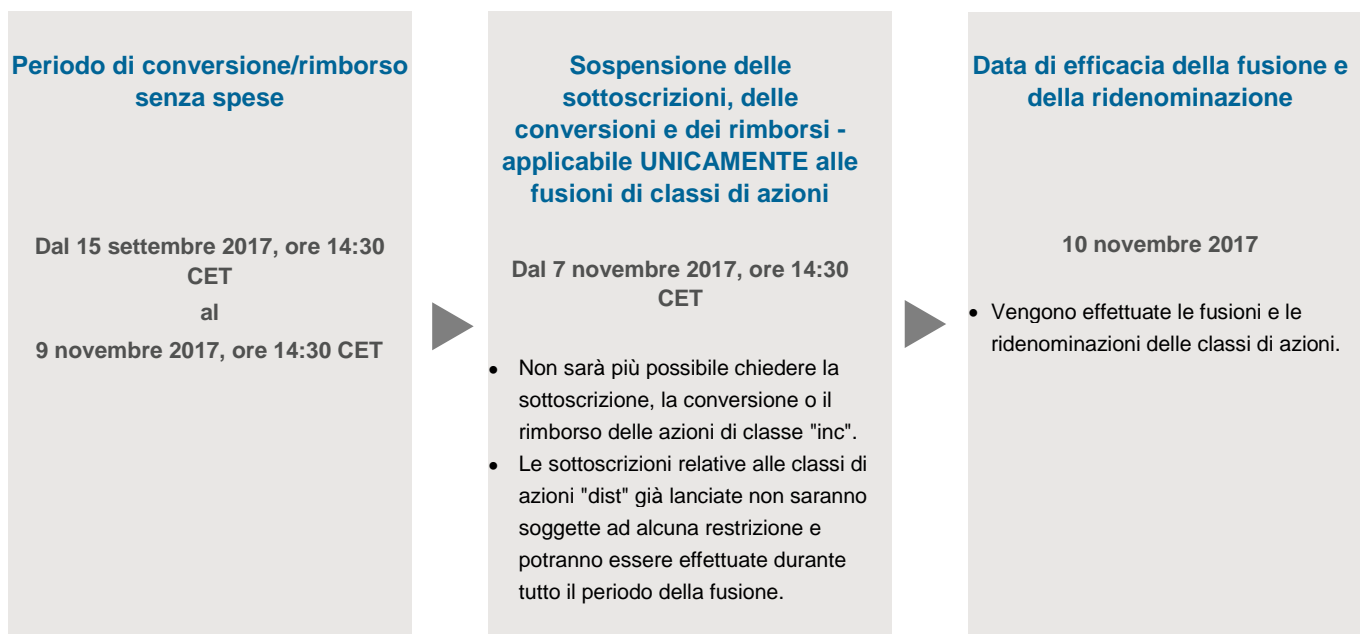 Periodo di conversione/rimborso
senza spese
Dal 15 settembre 2017, ore 14:30
CET
al
9 novembre 2017, ore 14:30 CET
Sospensione delle
sottoscrizioni, delle
conversioni e dei rimborsi -
applicabile UNICAMENTE alle
fusioni di classi di azioni
Dal 7 novembre 2017, ore 14:30
CET
• Non sarà più possibile chiedere la
sottoscrizione, la conversione o il
rimborso delle azioni di classe "inc".
• Le sottoscrizioni relative alle classi di
azioni "dist" già lanciate non saranno
soggette ad alcuna restrizione e
potranno essere effettuate durante
tutto il periodo della fusione.
Data di efficacia della fusione e
della ridenominazione
10 novembre 2017
• Vengono effettuate le fusioni e le
ridenominazioni delle classi di azioni.